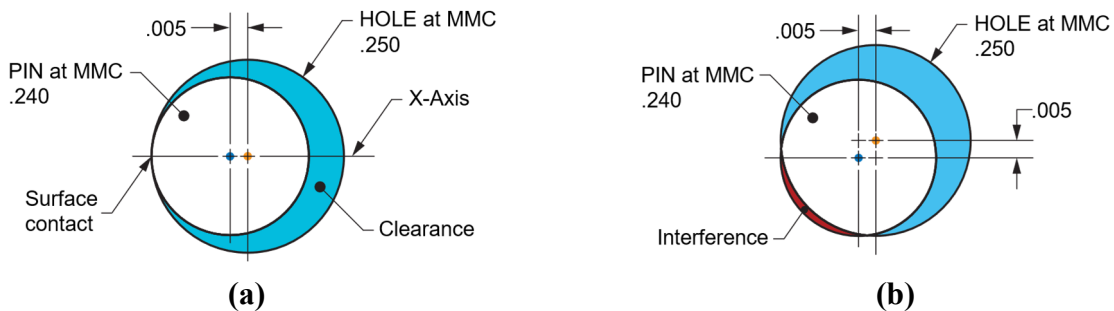 .005
HOLE at MMC
.250
PIN at MMC
.240
X-Axis
Surface
contact
Clearance
(a)
.005
HOLE at MMC
.250
PIN at MMC
.240
.005
Interference
(b)